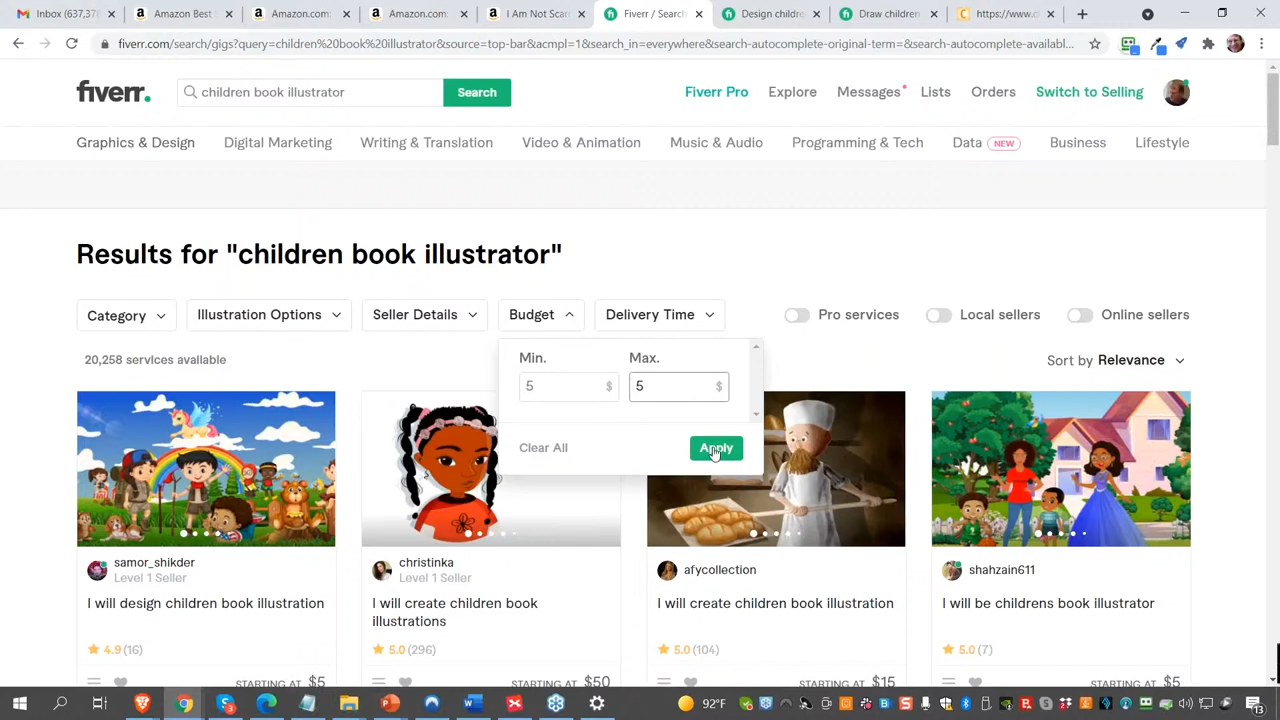 Inbox (637,37
Amazon Best
Amazon.com:
Amazon.com:
I Am Not Scar
Fiverr / Search
Design childre
Draw children
https://www.c
fiverr.com/search/gigs?query=children%20book%20illustrator&source=top-bar&cmpl=1&search_in=everywhere&search-autocomplete-original-term=&search-autocomplete-availabl...
fiverr.
children book illustrator
Search
Fiverr Pro
Explore
Messages
Lists
Orders
Switch to Selling
Graphics & Design
Digital Marketing
Writing & Translation
Video & Animation
Music & Audio
Programming & Tech
Data NEW
Business
Lifestyle
Results for "children book illustrator"
Category
Illustration Options
Seller Details
Budget
Delivery Time
Pro services
Local sellers
Online sellers
20,258 services available
Sort by Relevance
Min.
Max.
5 $
5 $
Clear All
Apply
samor_shikder
Level 1 Seller
I will design children book illustration
4.9 (16)
STARTING AT $5
christinka
Level 1 Seller
I will create children book
illustrations
5.0 (296)
STARTING AT $50
afycollection
I will create children book illustration
5.0 (104)
STARTING AT $15
shahzain611
I will be childrens book illustrator
5.0 (7)
STARTING AT $5
92°F
13